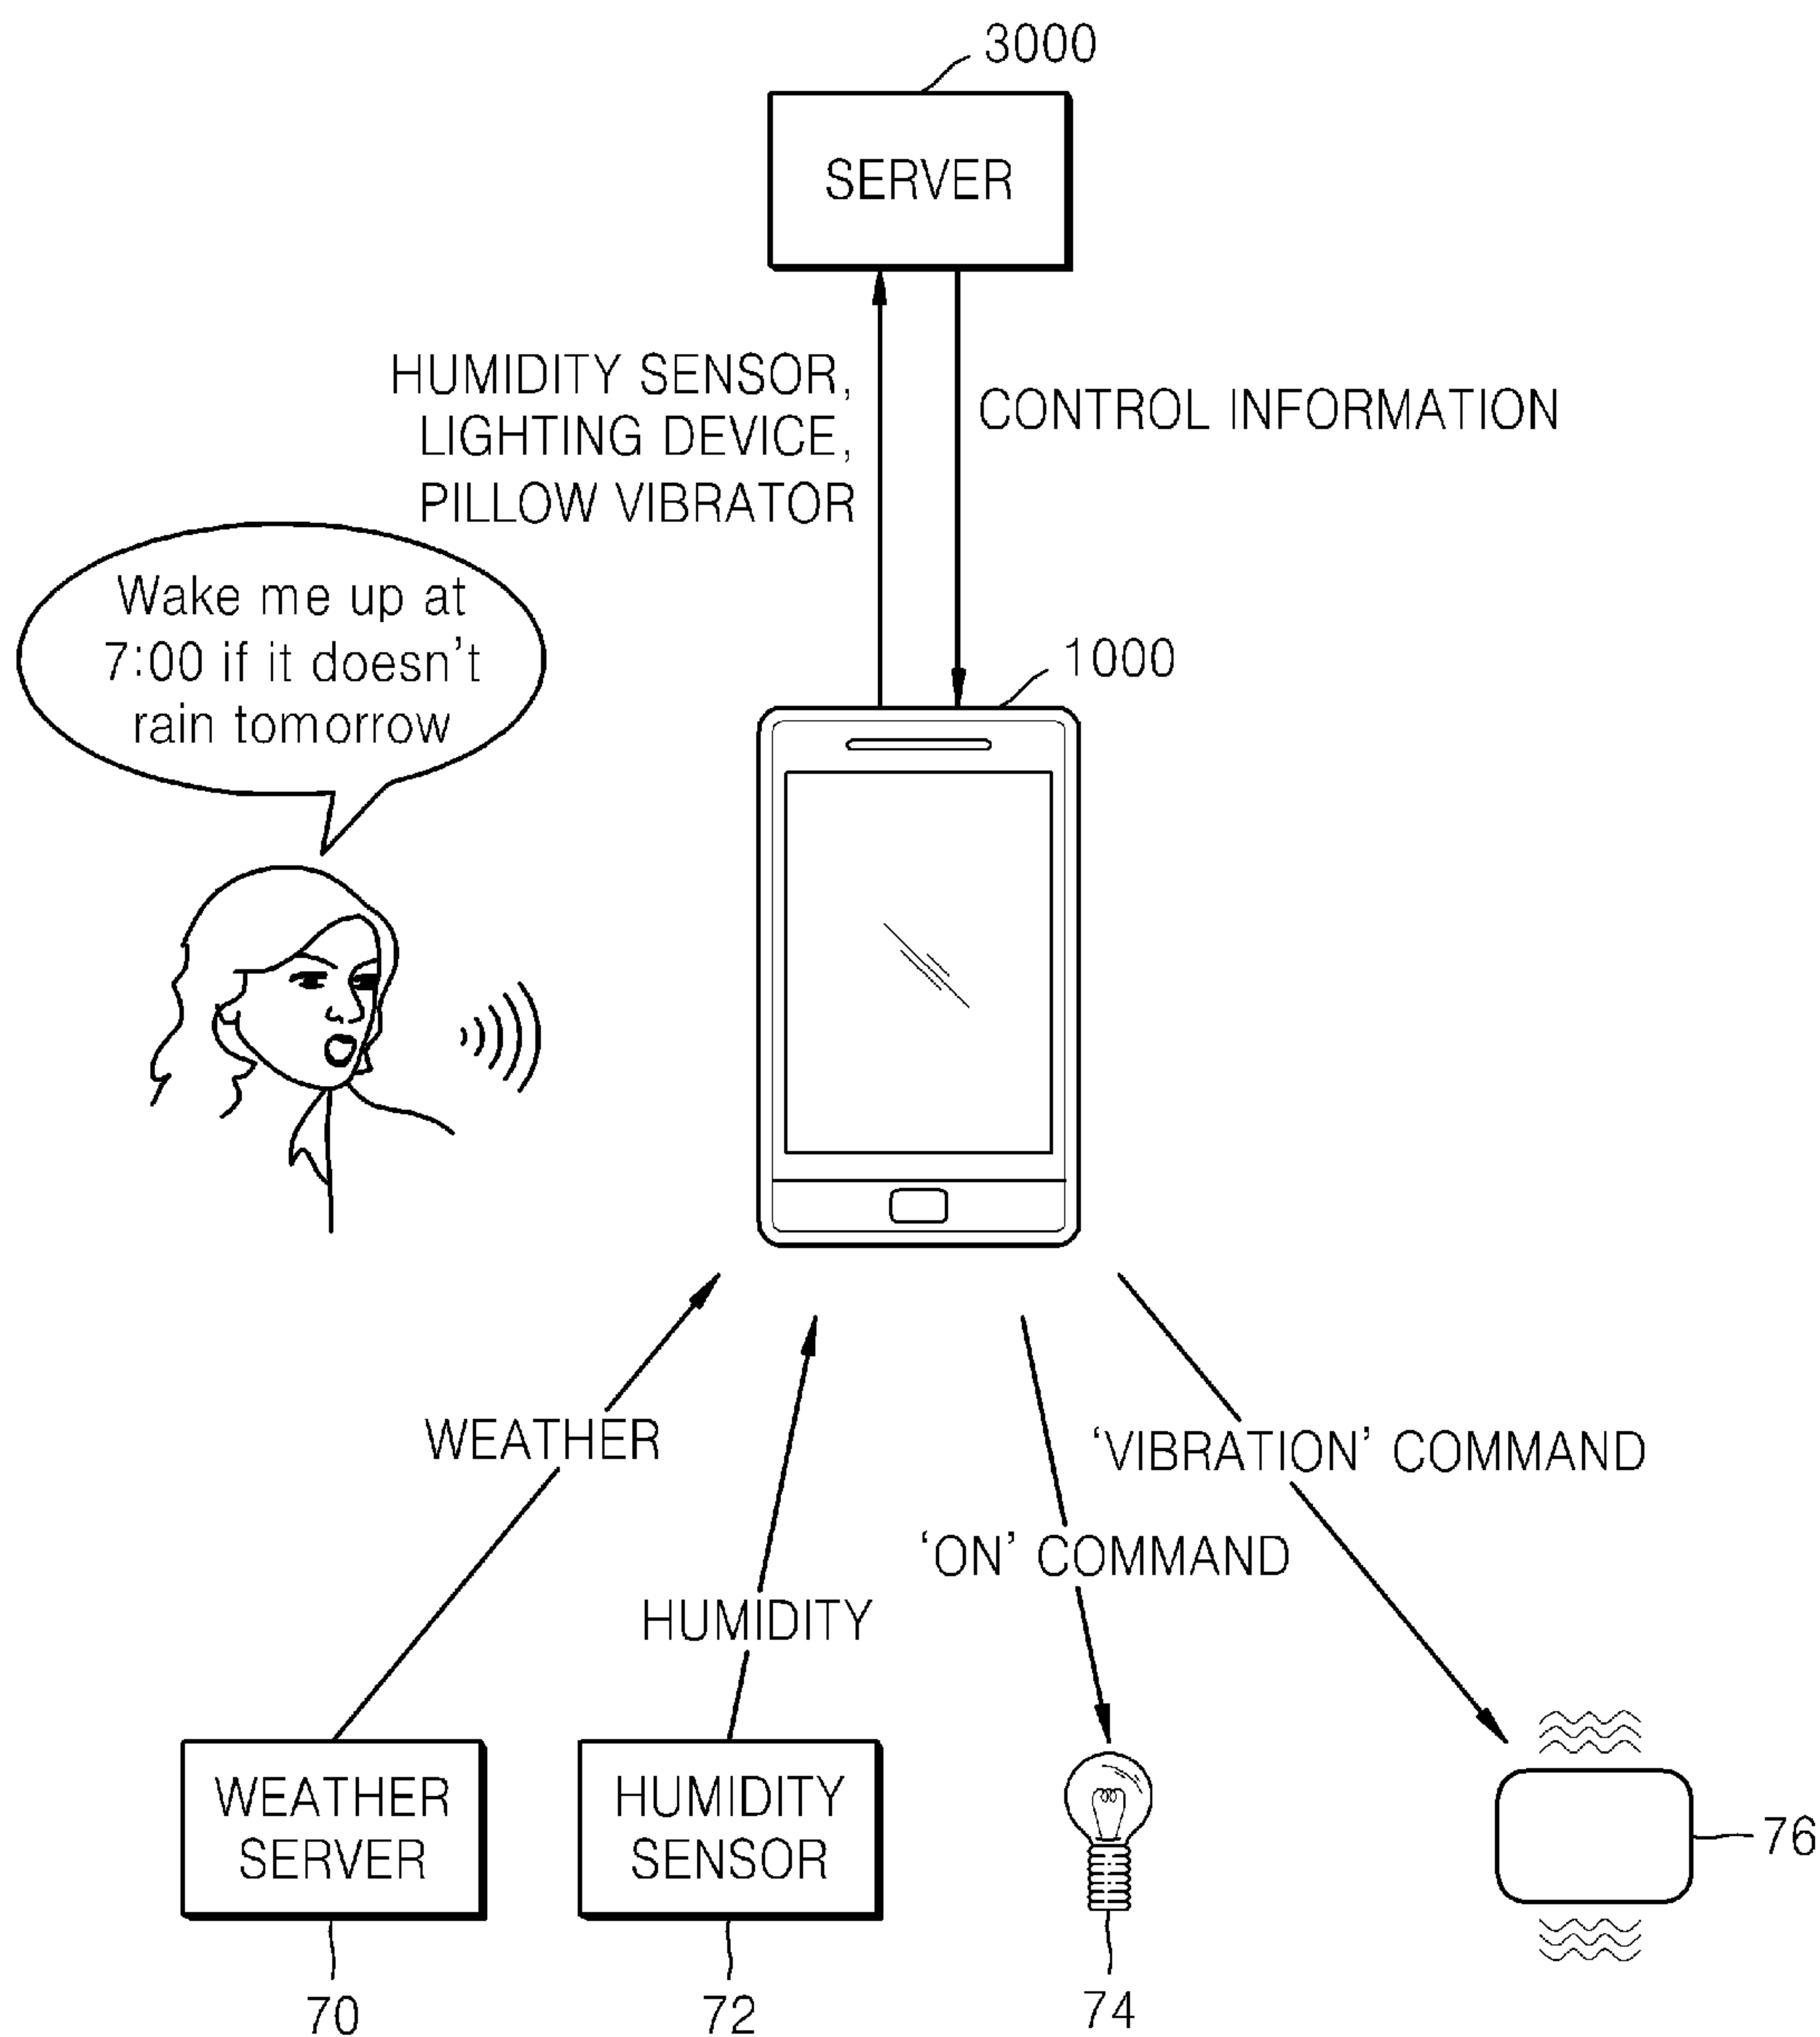 3000
SERVER
HUMIDITY SENSOR,
LIGHTING DEVICE,
PILLOW VIBRATOR
CONTROL INFORMATION
Wake me up at
7:00 if it doesn't
rain tomorrow
1000
WEATHER
'VIBRATION' COMMAND
'ON' COMMAND
HUMIDITY
WEATHER
SERVER
HUMIDITY
SENSOR
76
70
72
74